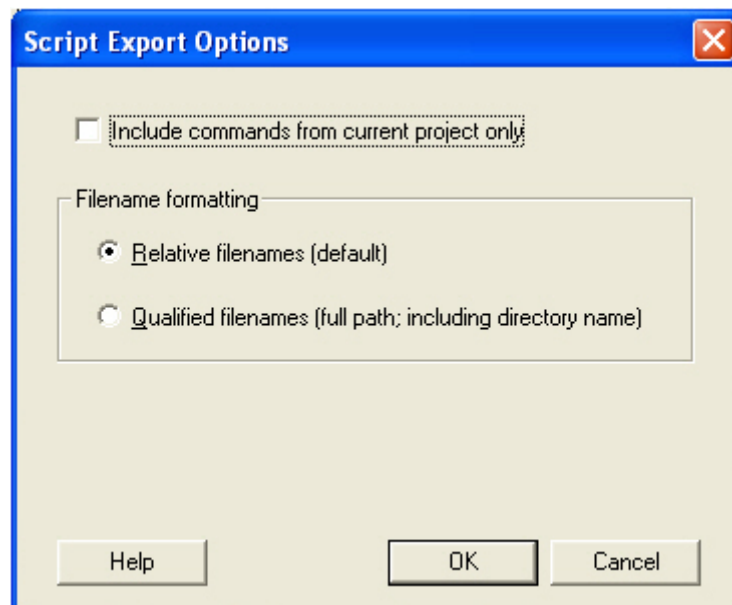 Script Export Options
Include commands from current project only
Filename formatting
Relative filenames (default)
Qualified filenames (full path; including directory name)
Help OK Cancel